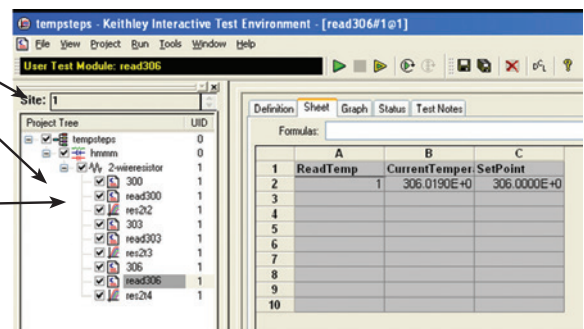 tempsteps - Keithley Interactive Test Environment - [read306#1@1]
File View Project Run Tools Window Help
User Test Module: read306
Site: 1
Project Tree UID
tempsteps 0
hmmm 0
2-wireresistor 1
300 1
read300 1
res2t2 1
303 1
read303 1
res2t3 1
306 1
read306 1
res2t4 1
Definition Sheet Graph Status Test Notes
Formulas:
A B C
1 ReadTemp CurrentTemper SetPoint
2 1 306.0190E+0 306.0000E+0
3
4
5
6
7
8
9
10